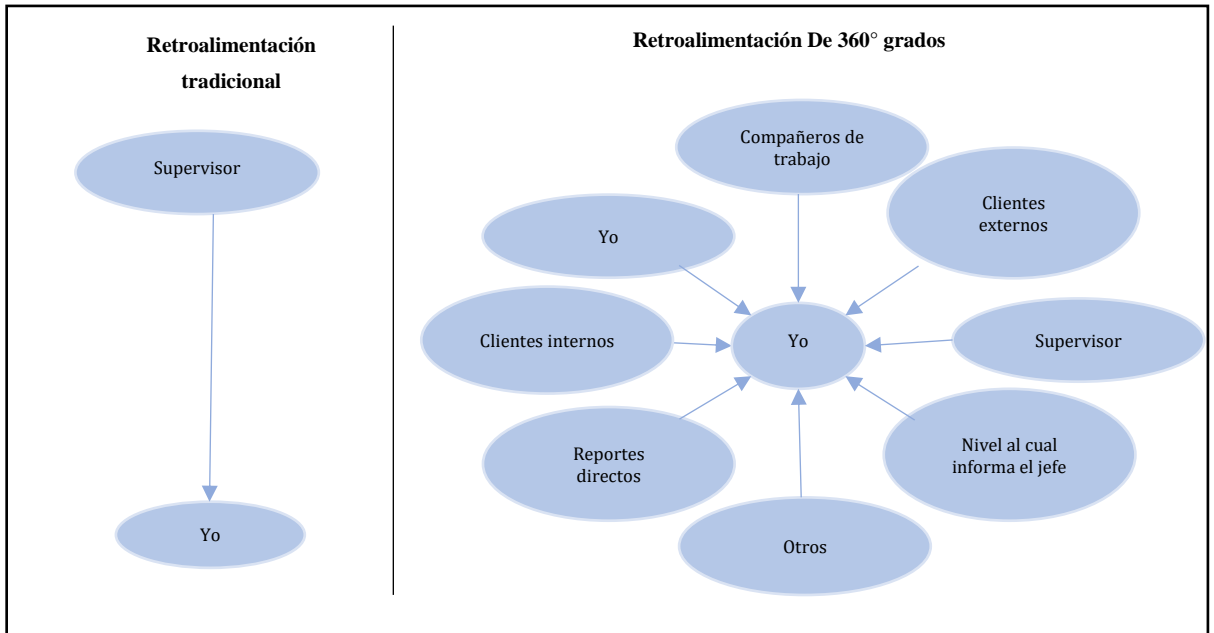 Retroalimentación
tradicional
Supervisor
Yo
Retroalimentación De 360° grados
Compañeros de
trabajo
Clientes
externos
Yo
Clientes internos
Yo
Supervisor
Reportes
directos
Nivel al cual
informa el jefe
Otros